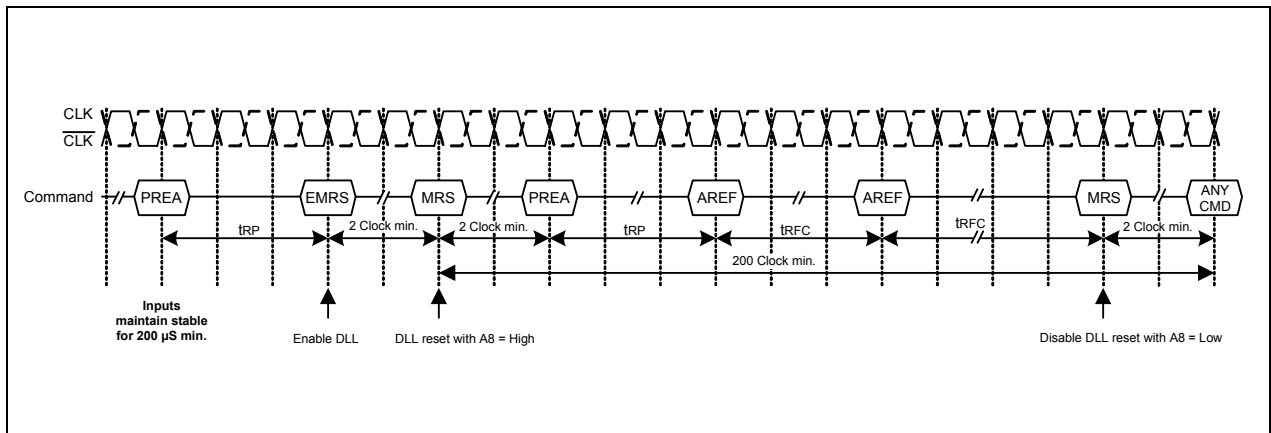 CLK
CLK
Command
PREA
EMRS
MRS
PREA
AREF
AREF
MRS
ANY
CMD
tRP
2 Clock min.
2 Clock min.
tRP
tRFC
tRFC
2 Clock min.
200 Clock min.
Inputs
maintain stable
for 200 µS min.
Enable DLL
DLL reset with A8 = High
Disable DLL reset with A8 = Low